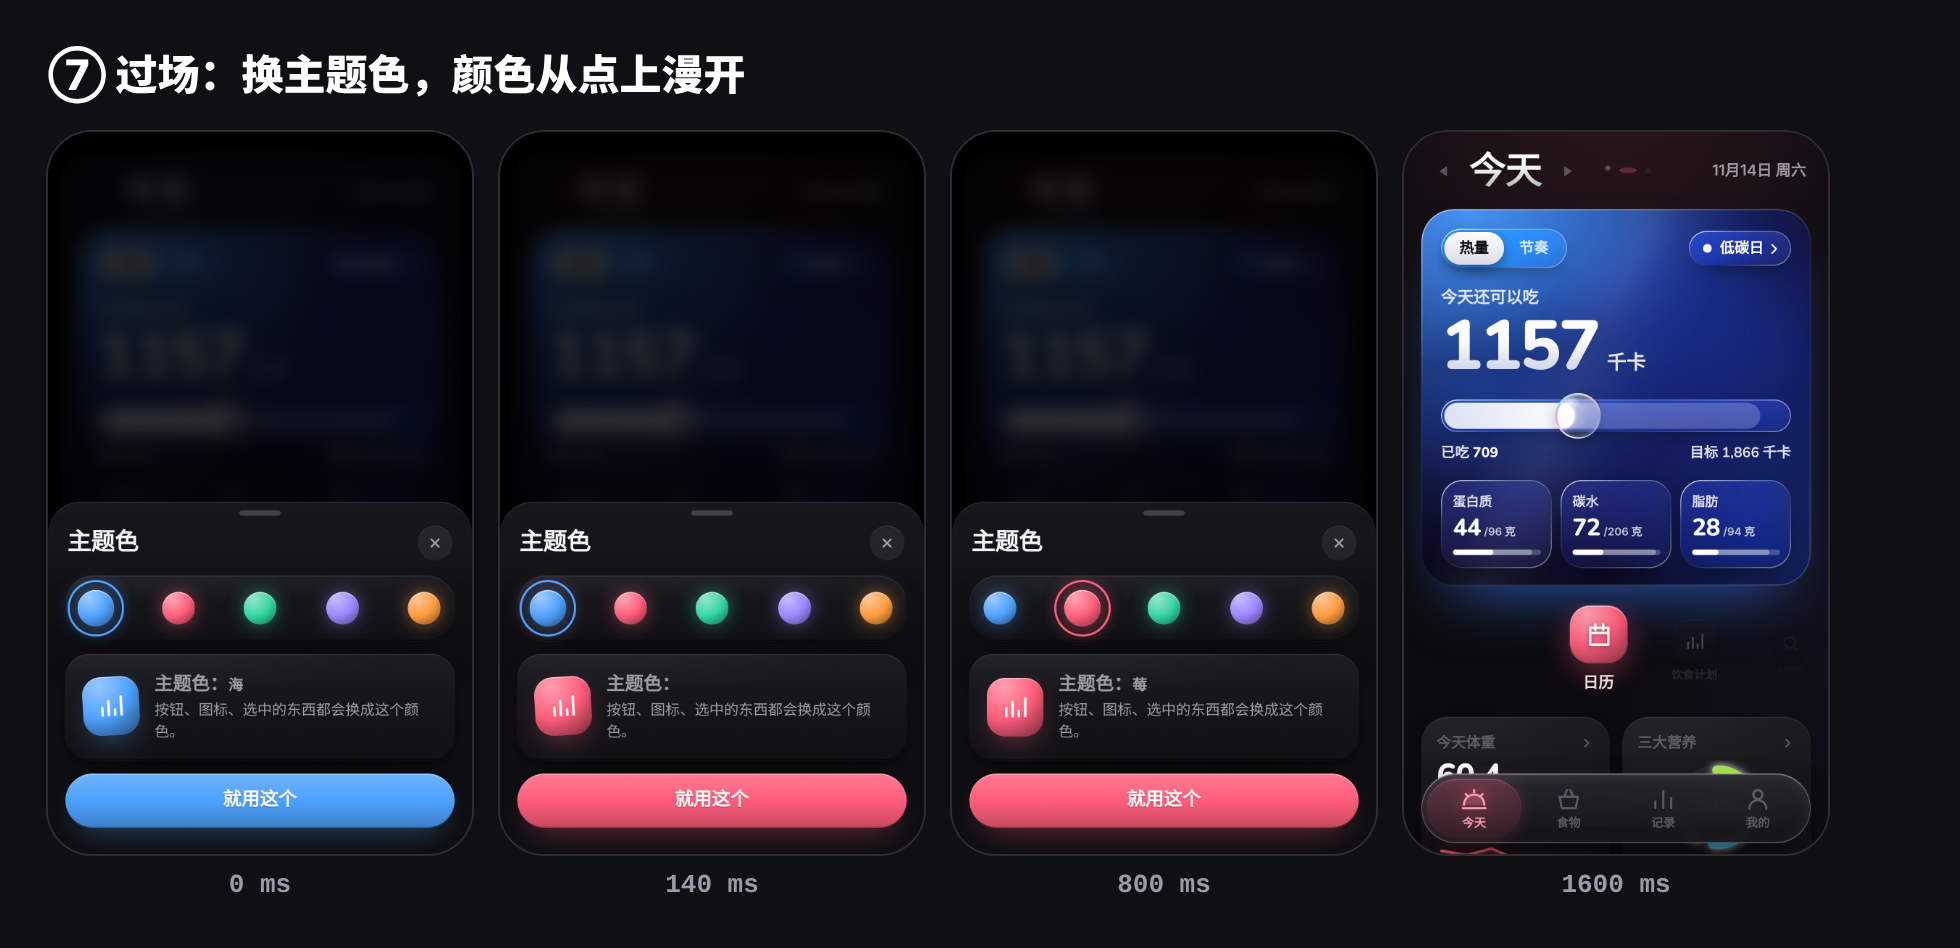 ⑦ 过场：换主题色，颜色从点上漫开
1157
主题色
主题色：海
按钮、图标、选中的东西都会换成这个颜
色。
就用这个
0 ms
1157
主题色
主题色：
按钮、图标、选中的东西都会换成这个颜
色。
就用这个
140 ms
1157
主题色
主题色：莓
按钮、图标、选中的东西都会换成这个颜
色。
就用这个
800 ms
今天
11月14日 周六
热量 节奏
低碳日
今天还可以吃
1157 千卡
已吃 709
目标 1,866 千卡
蛋白质
44 /96 克
碳水
72 /206 克
脂肪
28 /94 克
日历
饮食计划
今天体重
三大营养
60.4
今天
食物
记录
我的
1600 ms